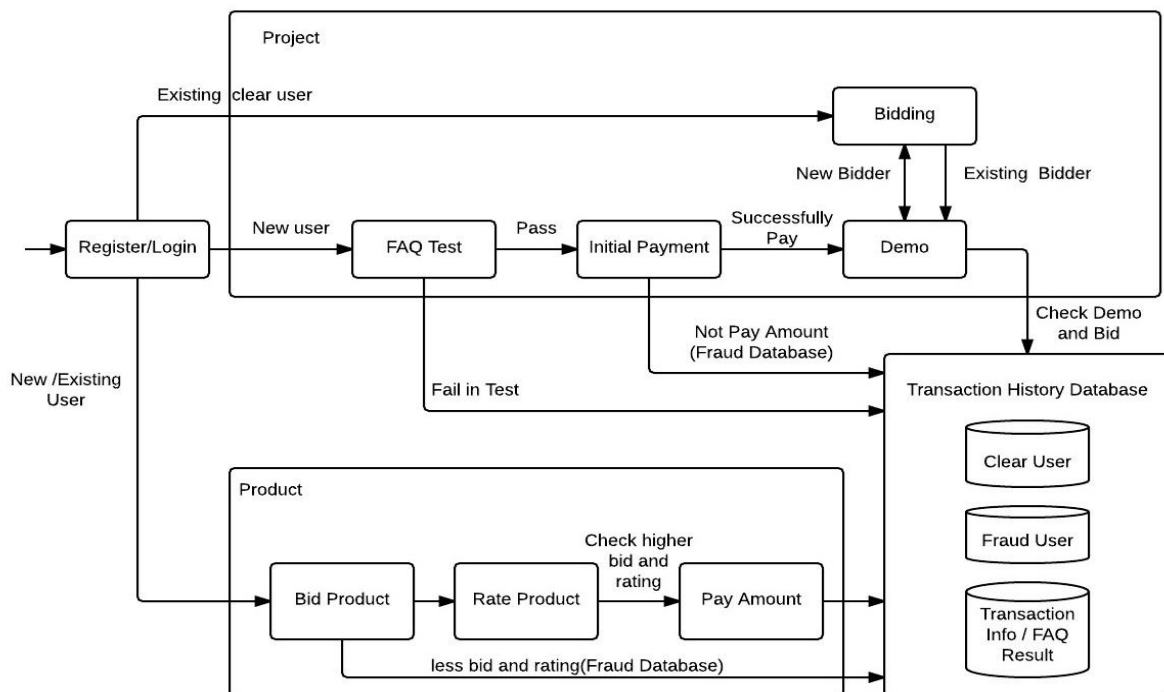 Project
Existing clear user
Bidding
New Bidder
Existing Bidder
Register/Login
New user
FAQ Test
Pass
Initial Payment
Successfully
Pay
Demo
Check Demo
and Bid
Not Pay Amount
(Fraud Database)
New /Existing
User
Fail in Test
Transaction History Database
Clear User
Fraud User
Transaction
Info / FAQ
Result
Product
Bid Product
Rate Product
Check higher
bid and
rating
Pay Amount
less bid and rating(Fraud Database)